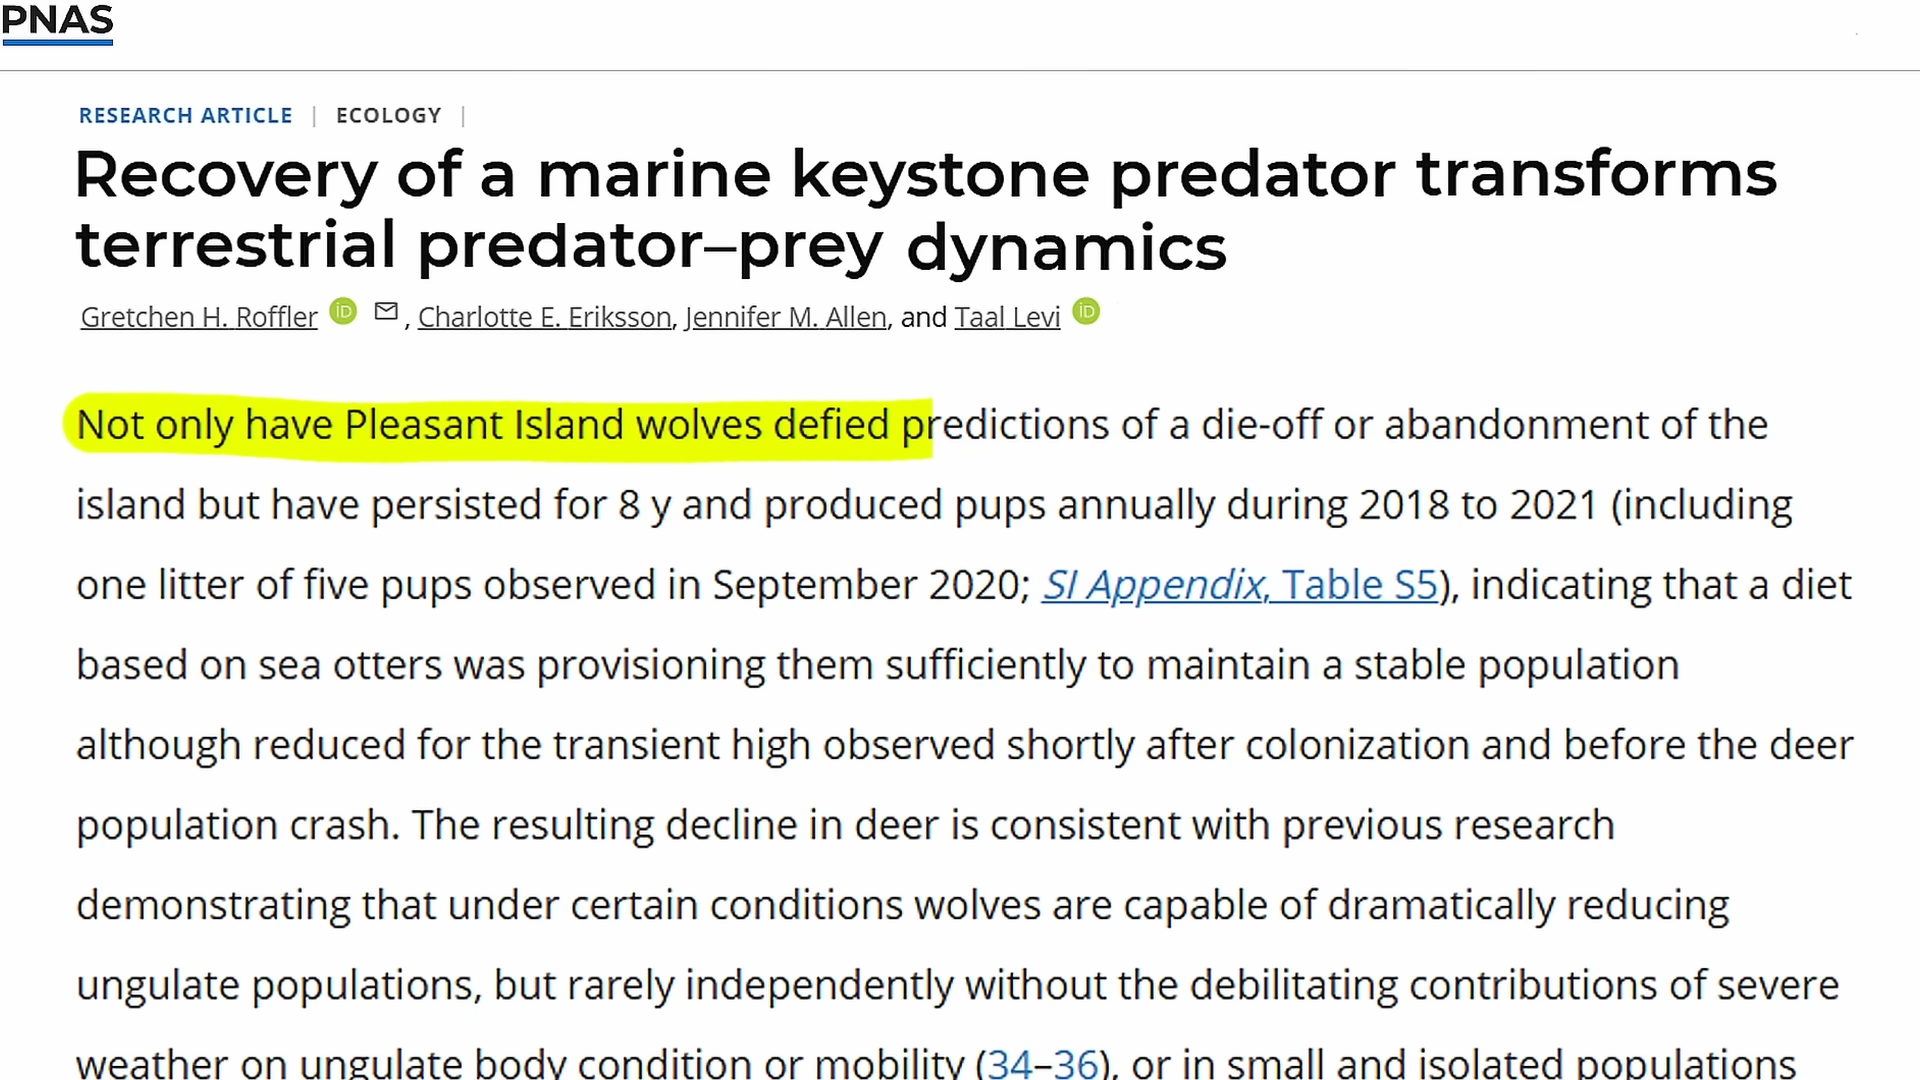 PNAS
RESEARCH ARTICLE | ECOLOGY |
Recovery of a marine keystone predator transforms
terrestrial predator–prey dynamics
Gretchen H. Roffler iD , Charlotte E. Eriksson, Jennifer M. Allen, and Taal Levi iD
Not only have Pleasant Island wolves defied predictions of a die-off or abandonment of the
island but have persisted for 8 y and produced pups annually during 2018 to 2021 (including
one litter of five pups observed in September 2020; SI Appendix, Table S5), indicating that a diet
based on sea otters was provisioning them sufficiently to maintain a stable population
although reduced for the transient high observed shortly after colonization and before the deer
population crash. The resulting decline in deer is consistent with previous research
demonstrating that under certain conditions wolves are capable of dramatically reducing
ungulate populations, but rarely independently without the debilitating contributions of severe
weather on ungulate body condition or mobility (34–36), or in small and isolated populations